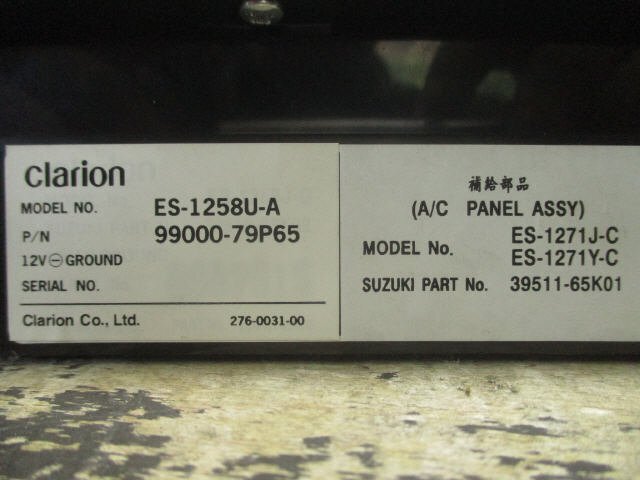 clarion
MODEL NO. ES-1258U-A
P/N 99000-79P65
12V⊖GROUND
SERIAL NO.
Clarion Co., Ltd. 276-0031-00
補給部品
(A/C PANEL ASSY)
MODEL No. ES-1271J-C
ES-1271Y-C
SUZUKI PART No. 39511-65K01